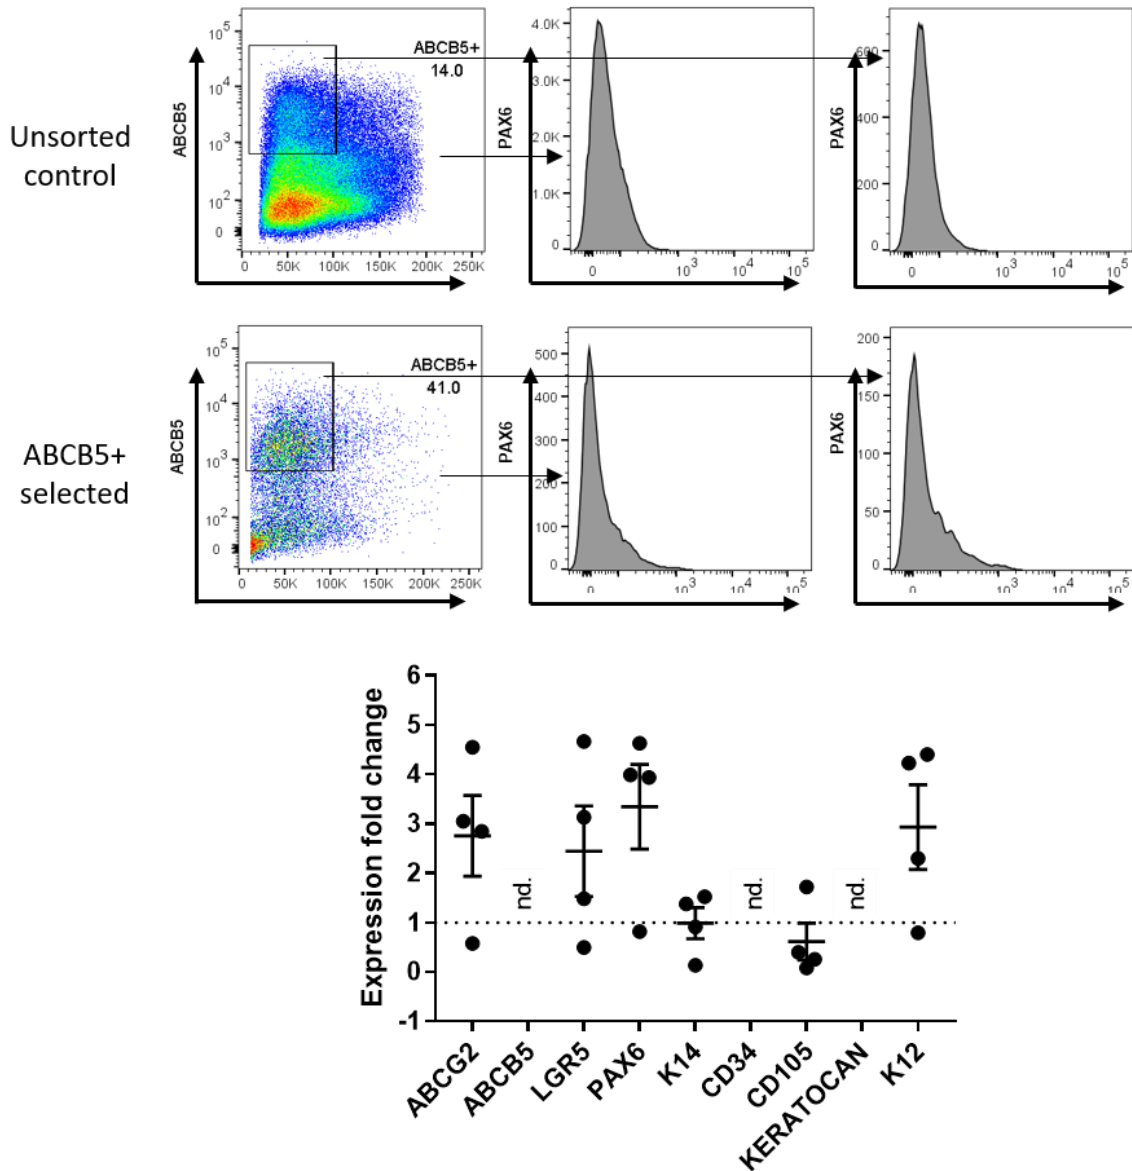 Unsorted
control
ABCB5
10^5
10^4
10^3
10^2
0
ABCB5+
14.0
0 50K 100K 150K 200K 250K
PAX6
4.0K
3.0K
2.0K
1.0K
0
0 10^3 10^4 10^5
PAX6
600
400
200
0
0 10^3 10^4 10^5
ABCB5+
selected
ABCB5
10^5
10^4
10^3
10^2
0
ABCB5+
41.0
0 50K 100K 150K 200K 250K
PAX6
500
400
300
200
100
0
0 10^3 10^4 10^5
PAX6
200
150
100
50
0
0 10^3 10^4 10^5
Expression fold change
6
5
4
3
2
1
0
-1
nd.
nd.
nd.
ABCG2
ABCB5
LGR5
PAX6
K14
CD34
CD105
KERATOCAN
K12